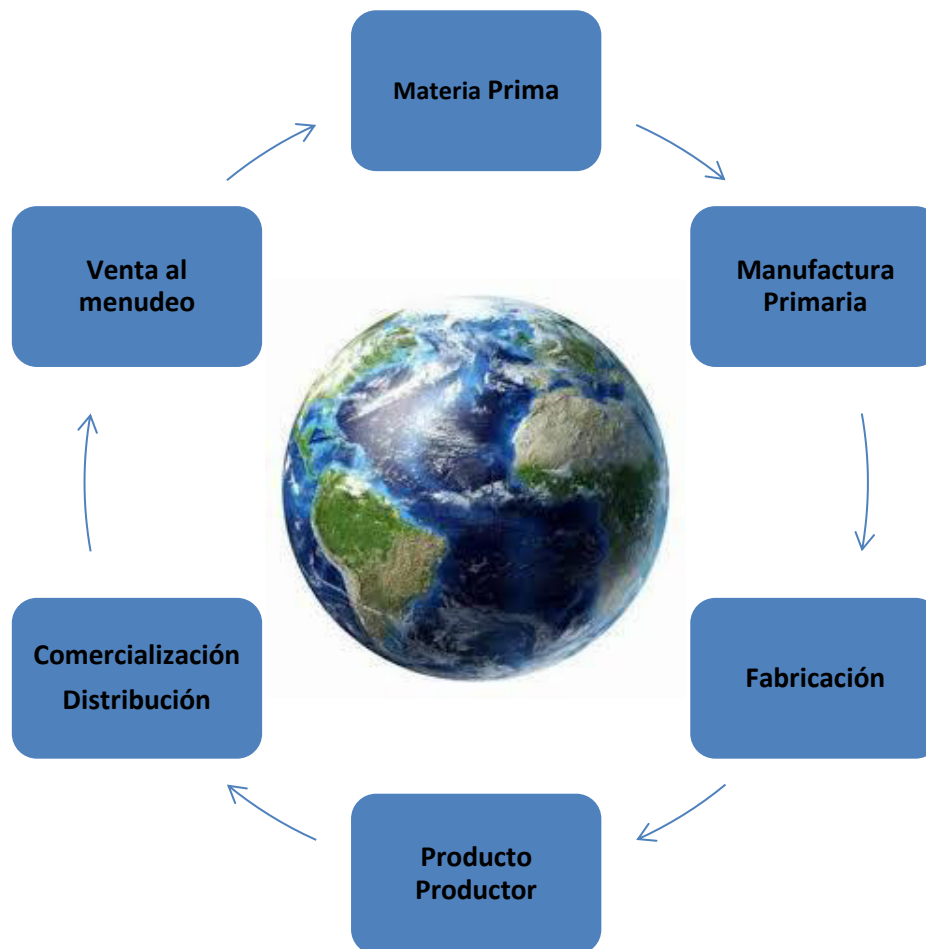 Materia Prima
Manufactura
Primaria
Fabricación
Producto
Productor
Comercialización
Distribución
Venta al
menudeo